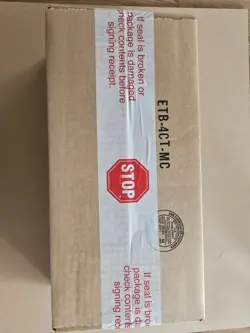 If seal is broken or
package is damaged
check contents before
signing receipt.
ETB-4CT-MC
STOP
If seal is bro
package is d
check conten
signing rec